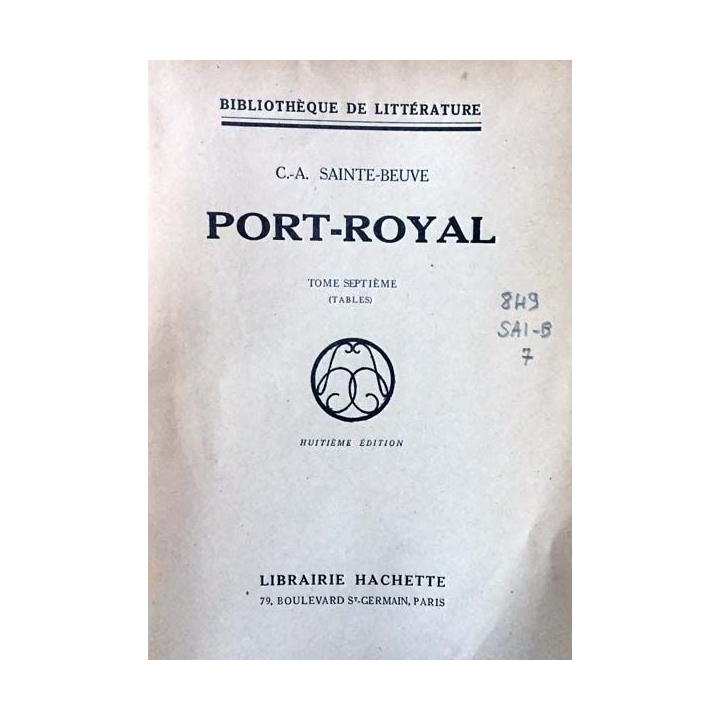 BIBLIOTHÈQUE DE LITTÉRATURE
C.-A. SAINTE-BEUVE
PORT-ROYAL
TOME SEPTIÈME
(TABLES)
849
SAI-B
7
HUITIÈME ÉDITION
LIBRAIRIE HACHETTE
79, BOULEVARD ST-GERMAIN, PARIS